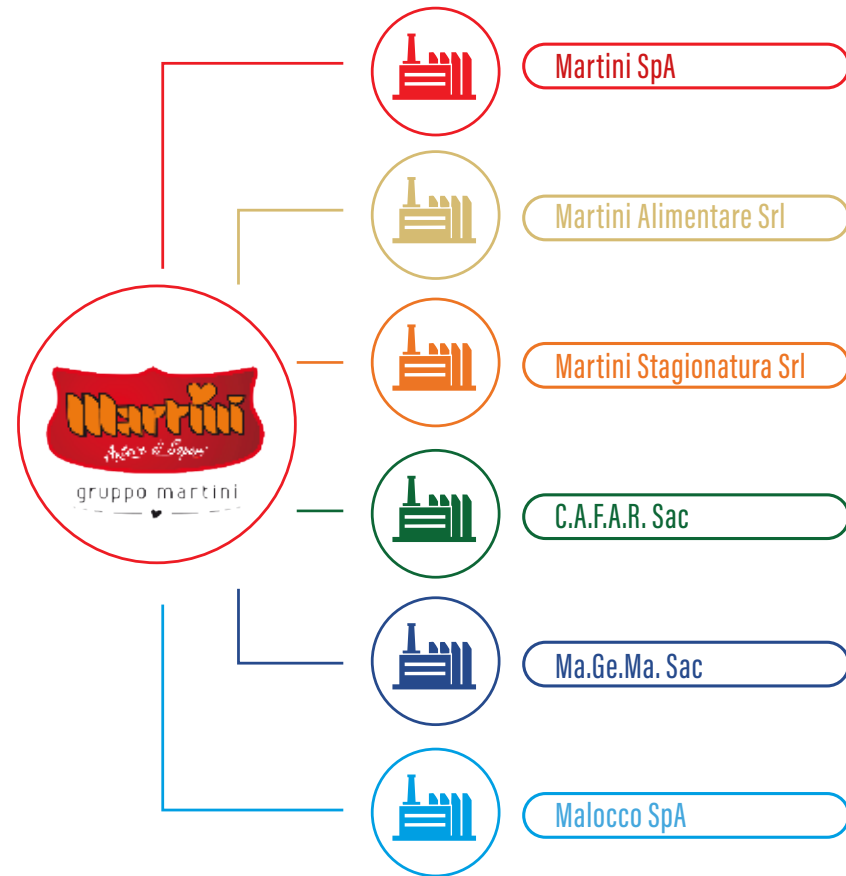 Martini SpA
Martini Alimentare Srl
Martini Stagionatura Srl
Martini
gruppo martini
C.A.F.A.R. Sac
Ma.Ge.Ma. Sac
Malocco SpA